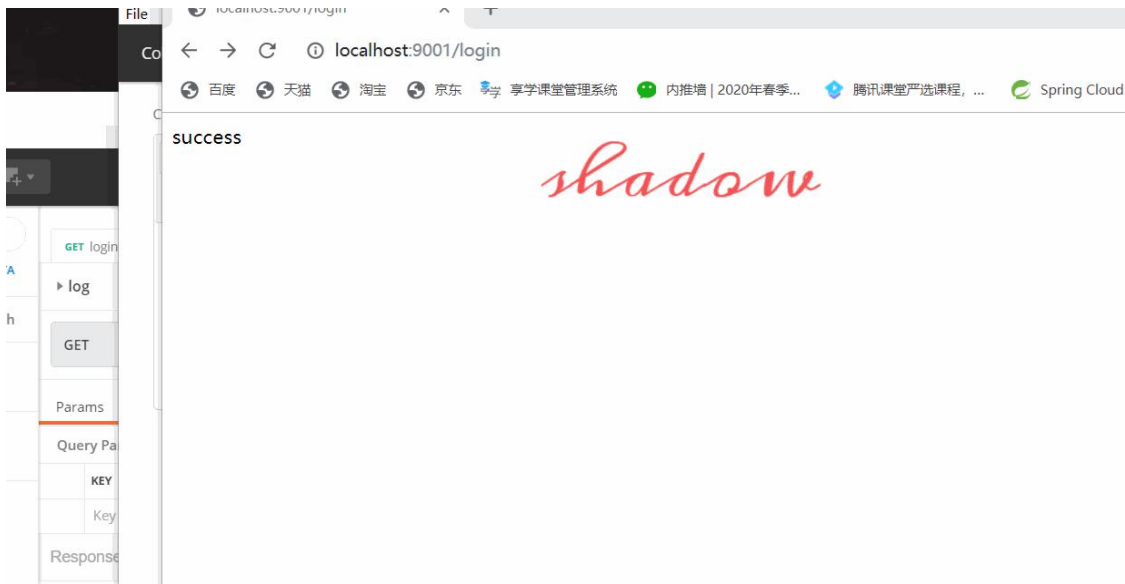 File
localhost:9001/login
Co
localhost:9001/login
百度 天猫 淘宝 京东 享学课堂管理系统 内推墙 | 2020年春季... 腾讯课堂严选课程, ... Spring Cloud
success
shadow
GET login
log
h
GET
Params
Query Pa
KEY
Key
Response